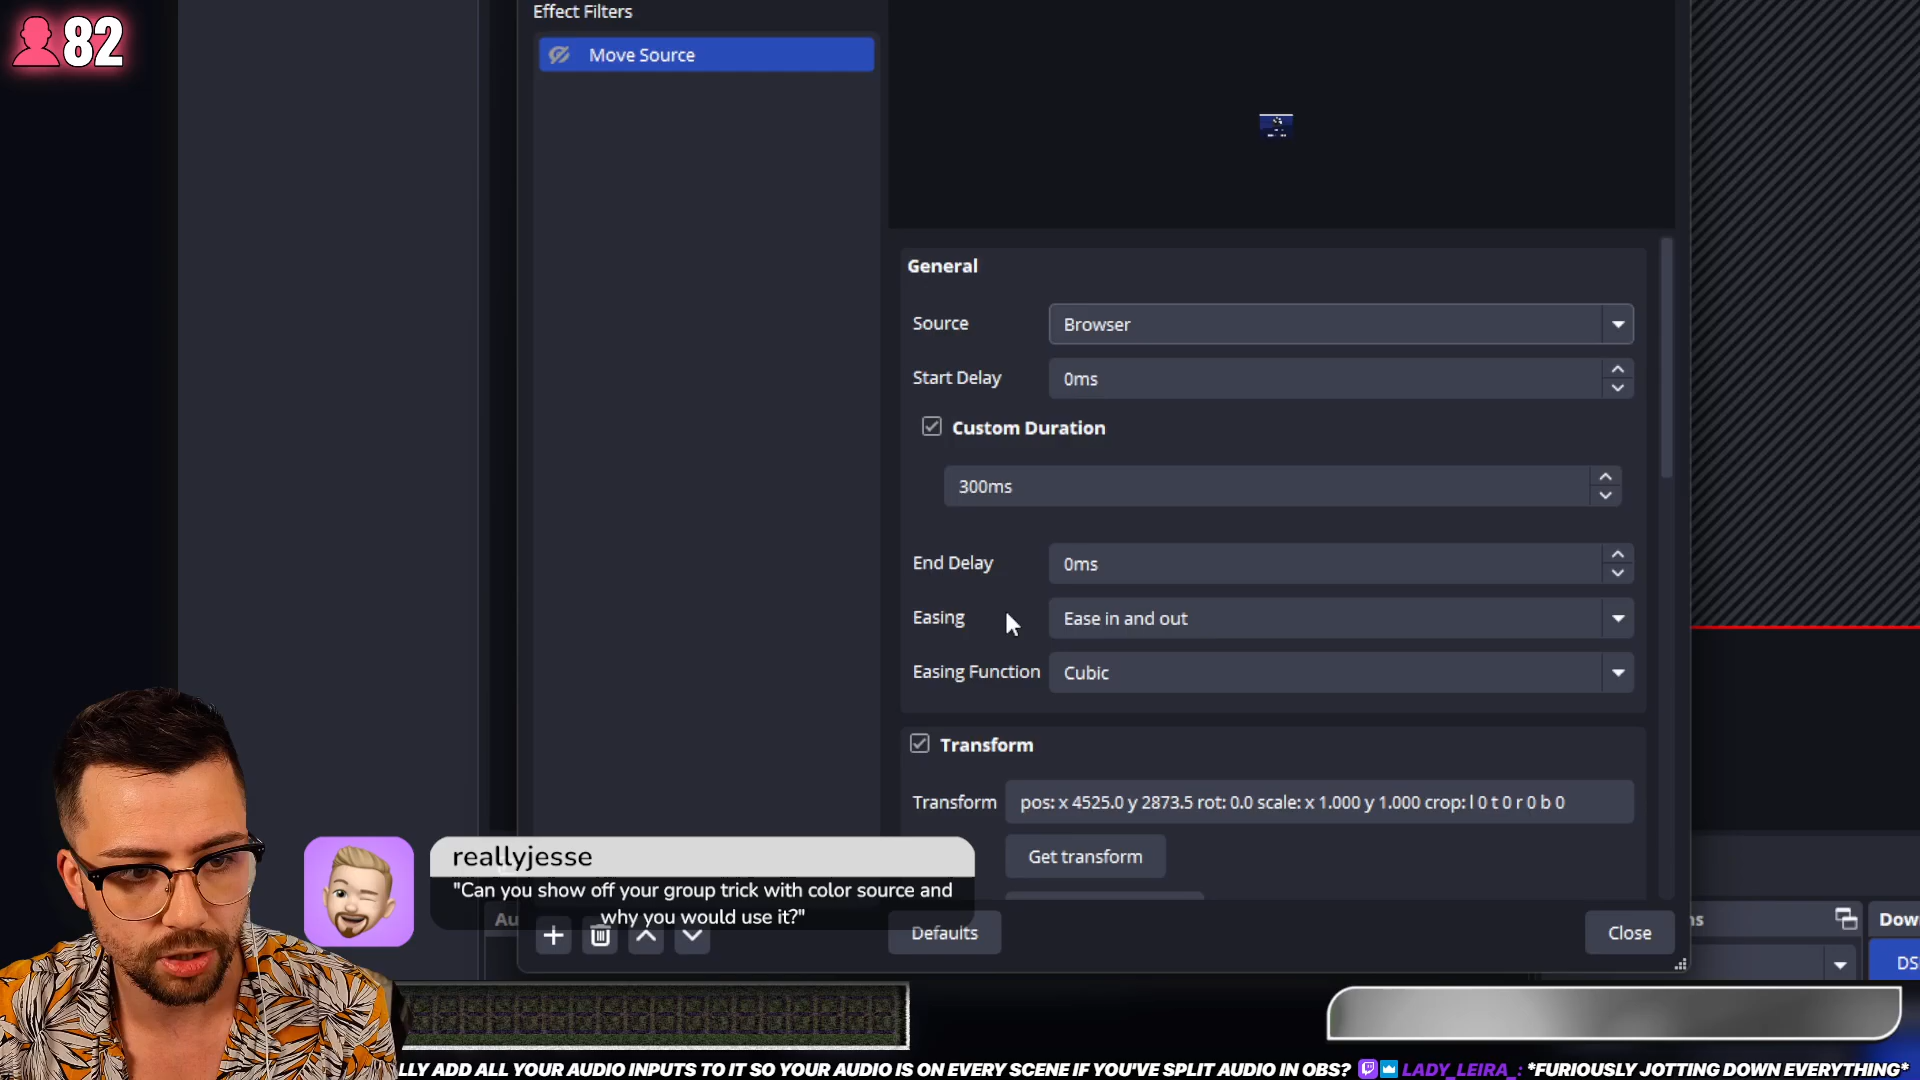 82
Effect Filters
Move Source
General
Source
Browser
Start Delay
0ms
Custom Duration
300ms
End Delay
0ms
Easing
Ease in and out
Easing Function
Cubic
Transform
Transform
pos: x 4525.0 y 2873.5 rot: 0.0 scale: x 1.000 y 1.000 crop: l 0 t 0 r 0 b 0
Get transform
reallyjesse
"Can you show off your group trick with color source and
why you would use it?"
Au
Defaults
Close
ns
Dow
DS
LLY ADD ALL YOUR AUDIO INPUTS TO IT SO YOUR AUDIO IS ON EVERY SCENE IF YOU'VE SPLIT AUDIO IN OBS? LADY_LEIRA_: *FURIOUSLY JOTTING DOWN EVERYTHING*